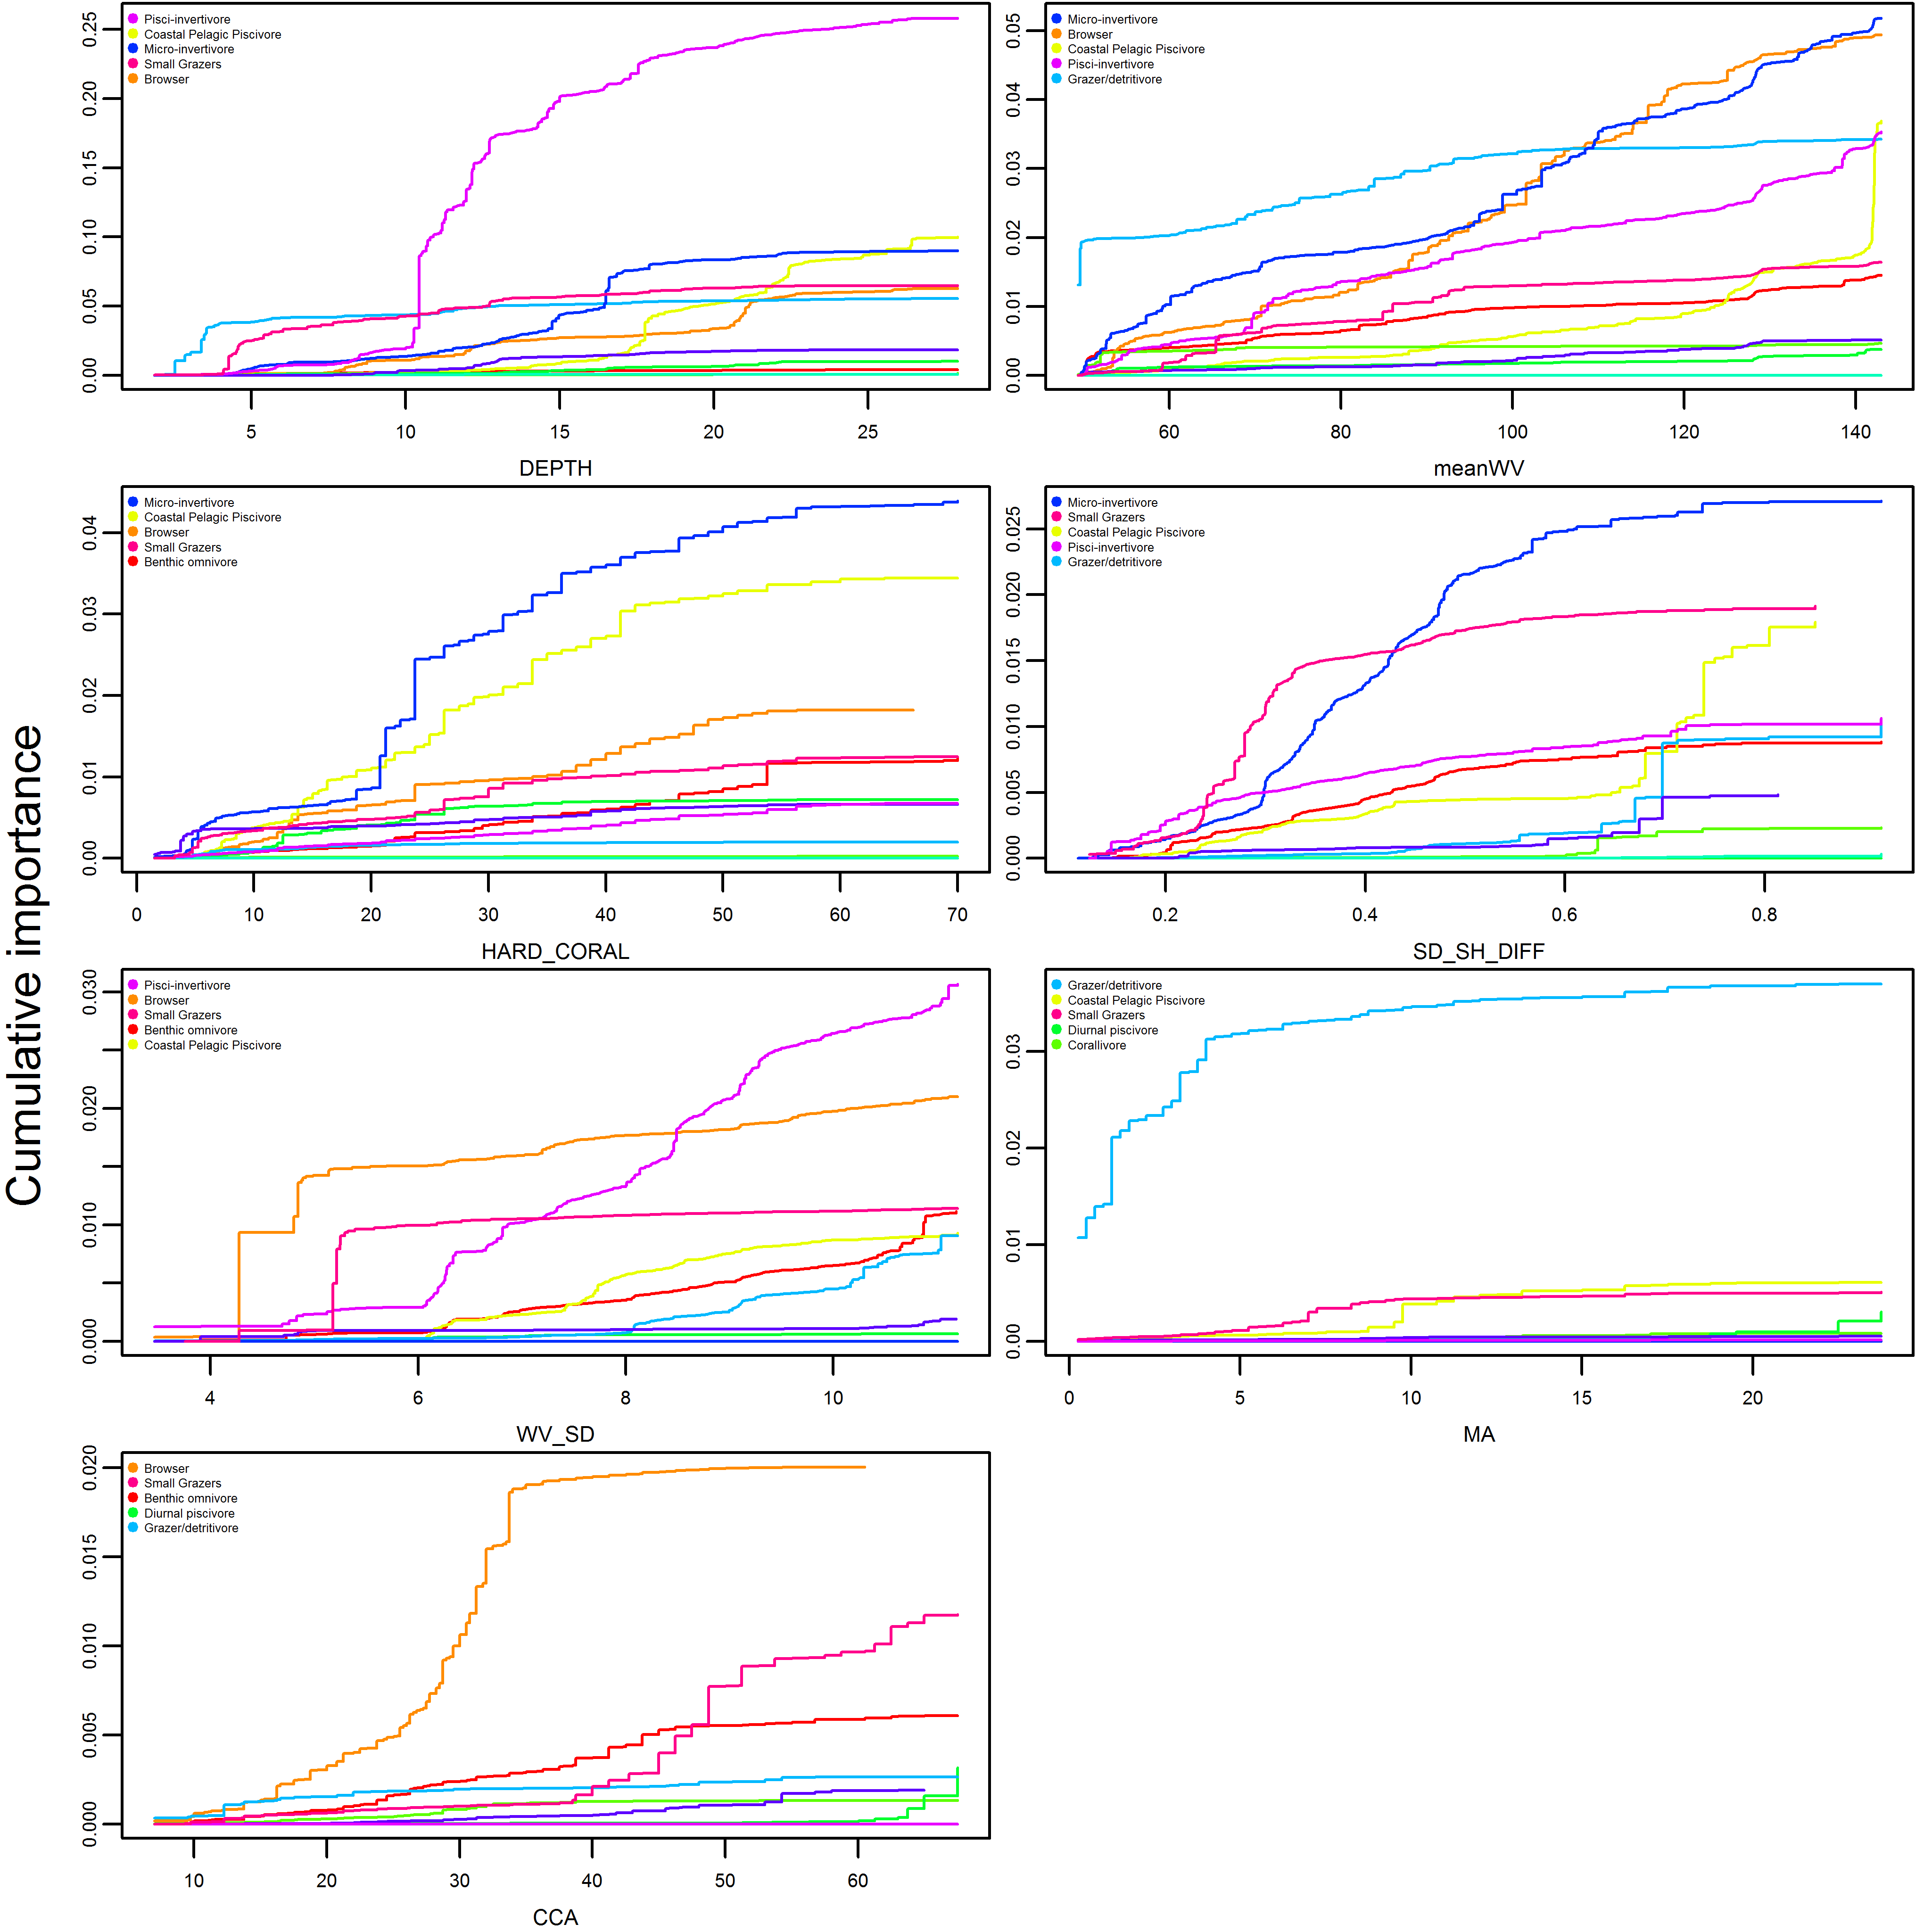 Cumulative importance
Pisci-invertivore
Coastal Pelagic Piscivore
Micro-invertivore
Small Grazers
Browser
0.00 0.05 0.10 0.15 0.20 0.25
5 10 15 20 25
DEPTH
Micro-invertivore
Browser
Coastal Pelagic Piscivore
Pisci-invertivore
Grazer/detritivore
0.00 0.01 0.02 0.03 0.04 0.05
60 80 100 120 140
meanWV
Micro-invertivore
Coastal Pelagic Piscivore
Browser
Small Grazers
Benthic omnivore
0.00 0.01 0.02 0.03 0.04
0 10 20 30 40 50 60 70
HARD_CORAL
Micro-invertivore
Small Grazers
Coastal Pelagic Piscivore
Pisci-invertivore
Grazer/detritivore
0.000 0.005 0.010 0.015 0.020 0.025
0.2 0.4 0.6 0.8
SD_SH_DIFF
Pisci-invertivore
Browser
Small Grazers
Benthic omnivore
Coastal Pelagic Piscivore
0.000 0.010 0.020 0.030
4 6 8 10
WV_SD
Grazer/detritivore
Coastal Pelagic Piscivore
Small Grazers
Diurnal piscivore
Corallivore
0.00 0.01 0.02 0.03
0 5 10 15 20
MA
Browser
Small Grazers
Benthic omnivore
Diurnal piscivore
Grazer/detritivore
0.000 0.005 0.010 0.015 0.020
10 20 30 40 50 60
CCA